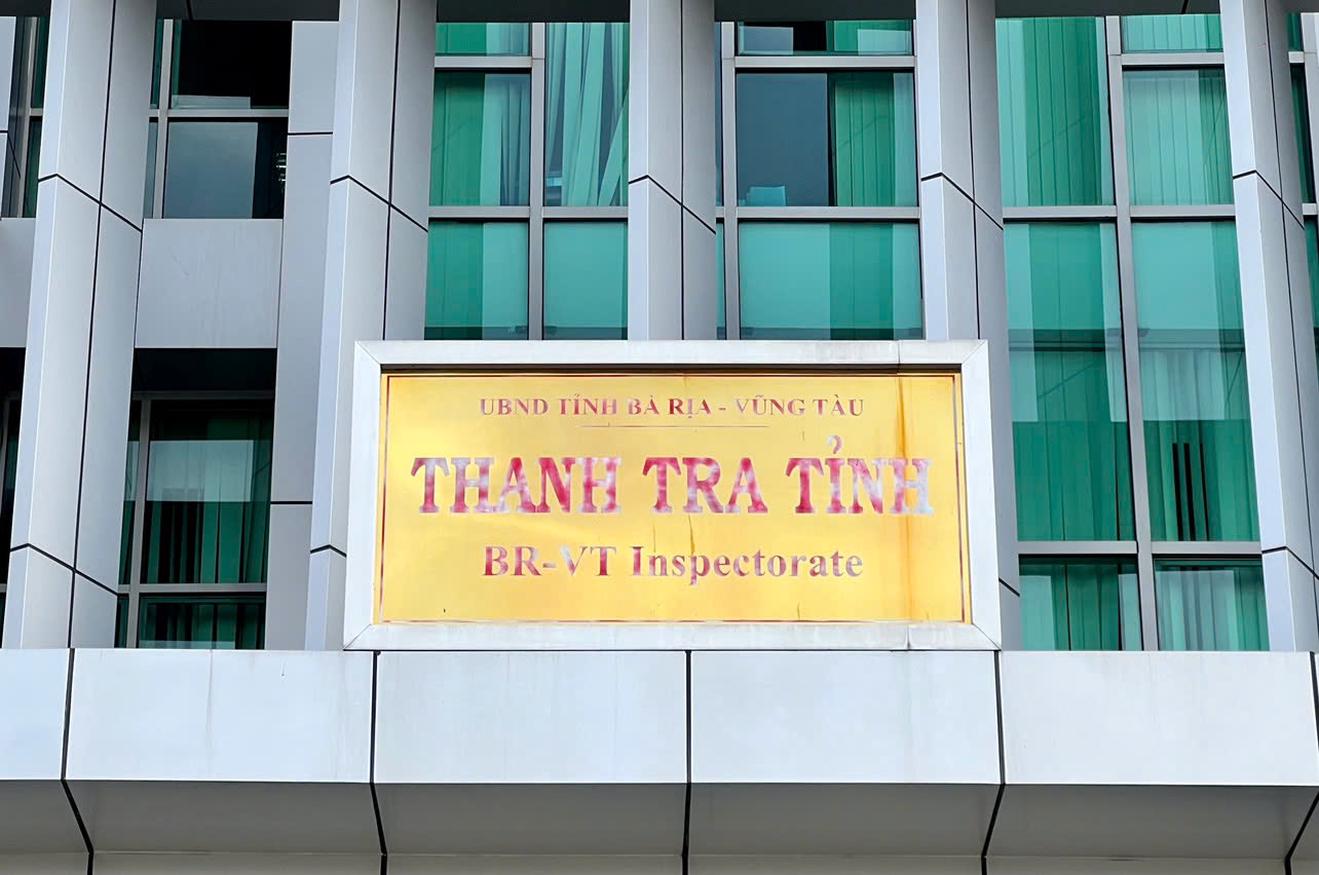 UBND TỈNH BÀ RỊA - VŨNG TÀU
THANH TRA TỈNH
BR-VT Inspectorate